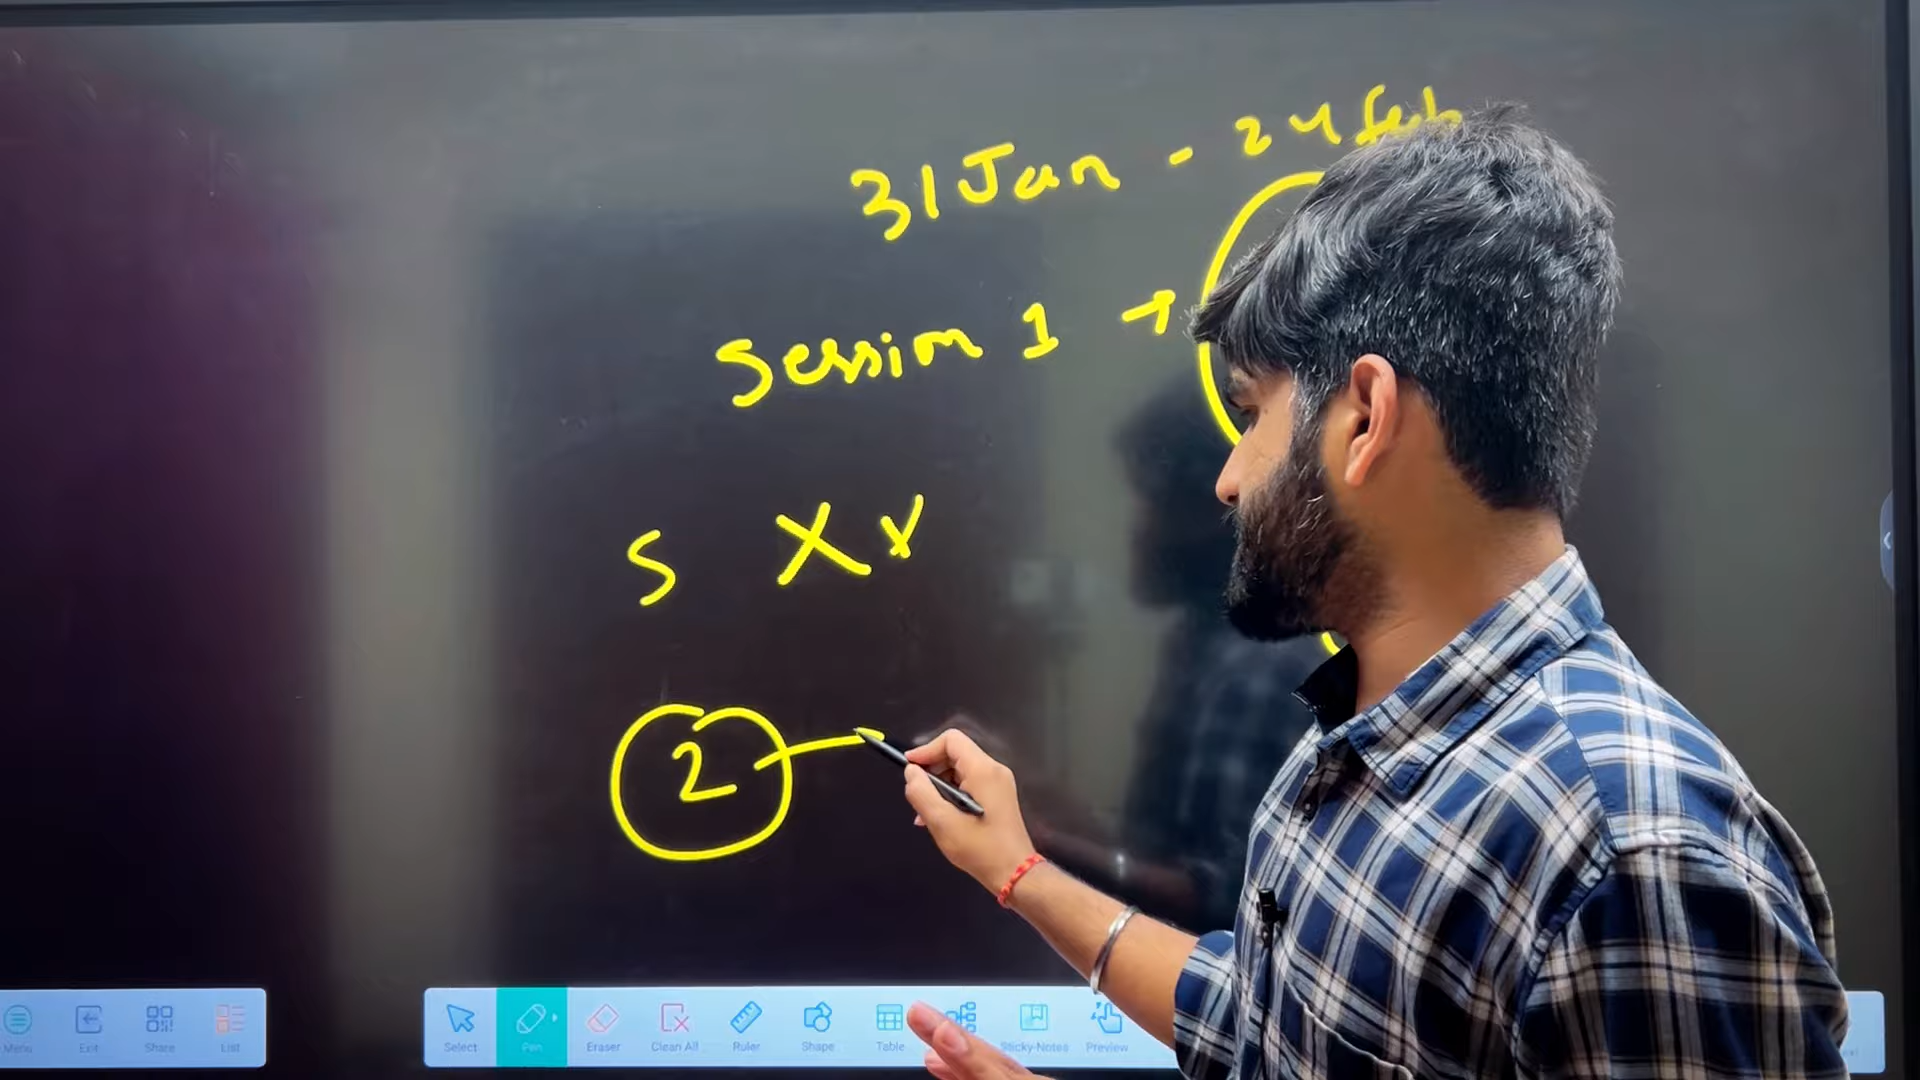 31 Jan - 24 feb
Session 1 →
S X
2
Menu Exit Share List Select Pen Eraser Clean All Ruler Shape Table Sticky-Notes Preview